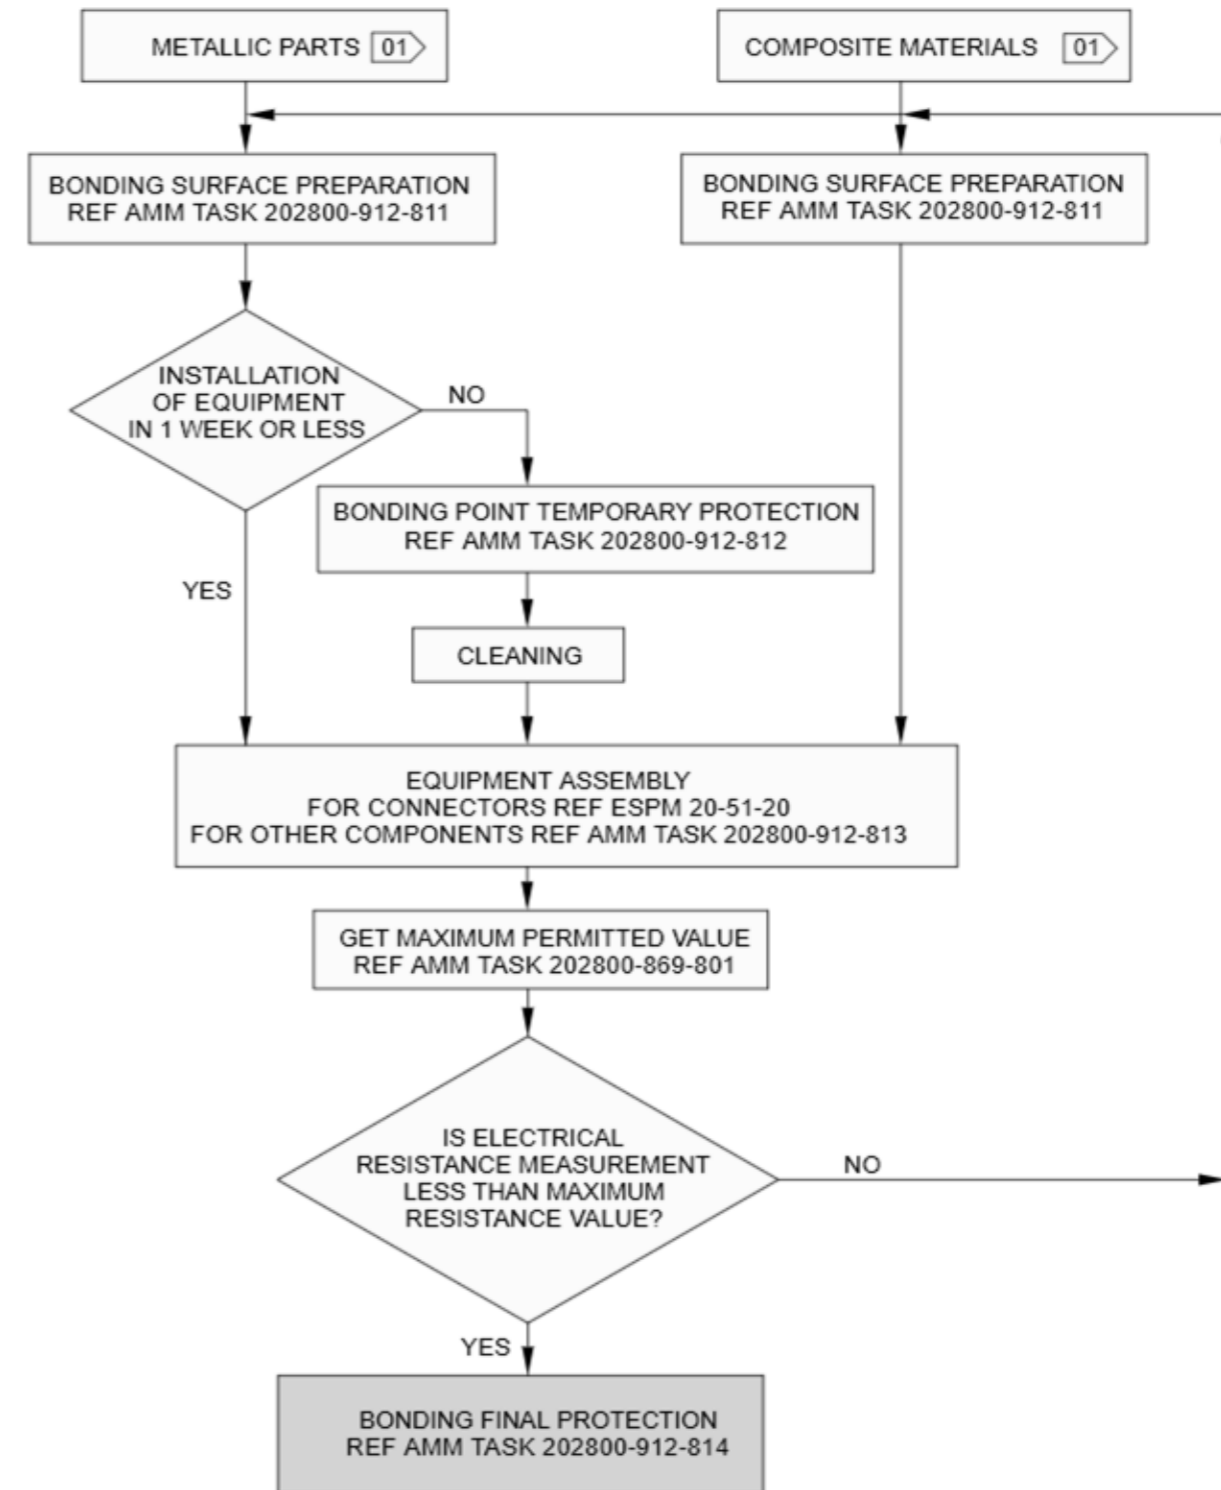 METALLIC PARTS 01
COMPOSITE MATERIALS 01
BONDING SURFACE PREPARATION
REF AMM TASK 202800-912-811
BONDING SURFACE PREPARATION
REF AMM TASK 202800-912-811
INSTALLATION
OF EQUIPMENT
IN 1 WEEK OR LESS
NO
BONDING POINT TEMPORARY PROTECTION
REF AMM TASK 202800-912-812
YES
CLEANING
EQUIPMENT ASSEMBLY
FOR CONNECTORS REF ESPM 20-51-20
FOR OTHER COMPONENTS REF AMM TASK 202800-912-813
GET MAXIMUM PERMITTED VALUE
REF AMM TASK 202800-869-801
IS ELECTRICAL
RESISTANCE MEASUREMENT
LESS THAN MAXIMUM
RESISTANCE VALUE?
NO
YES
BONDING FINAL PROTECTION
REF AMM TASK 202800-912-814